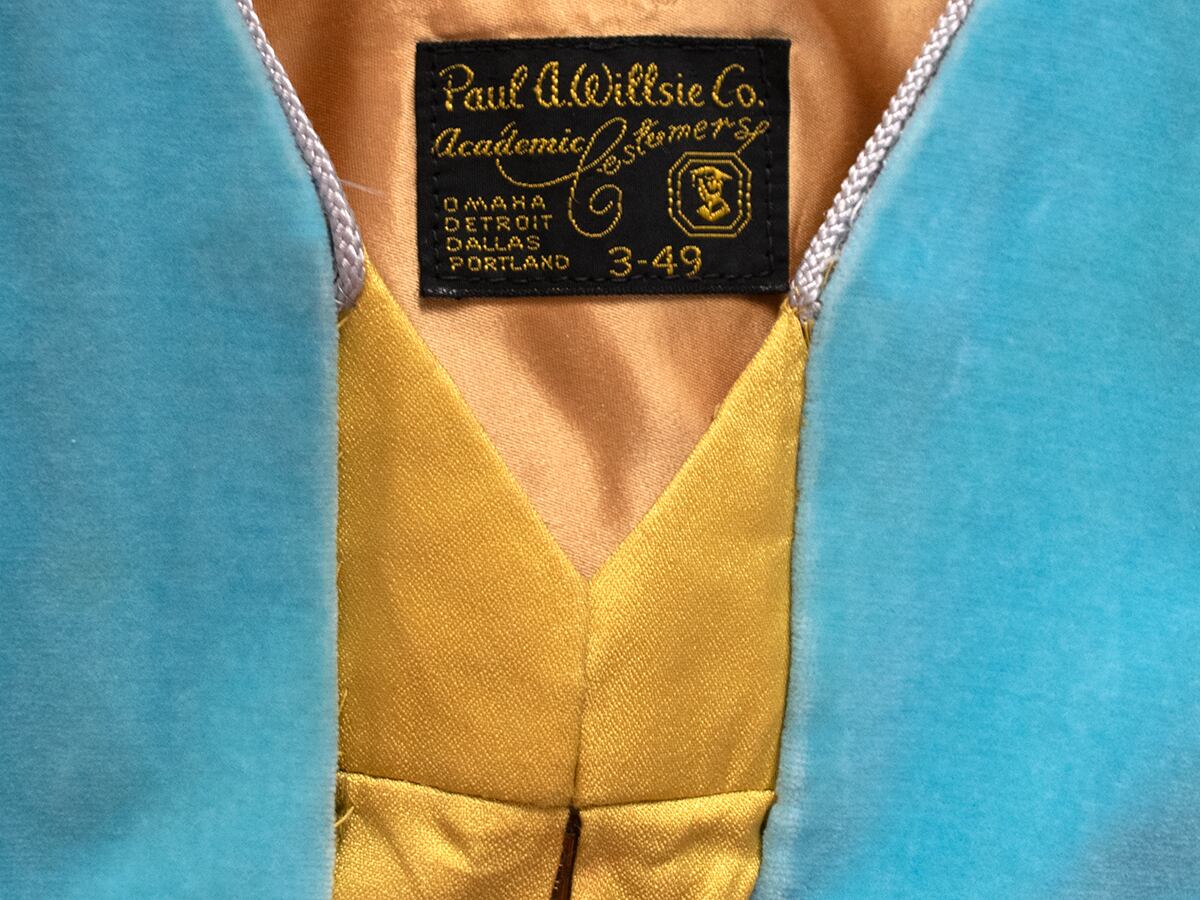 Paul A. Willsie Co.
Academic Costumers
OMAHA
DETROIT
DALLAS
PORTLAND
3-49